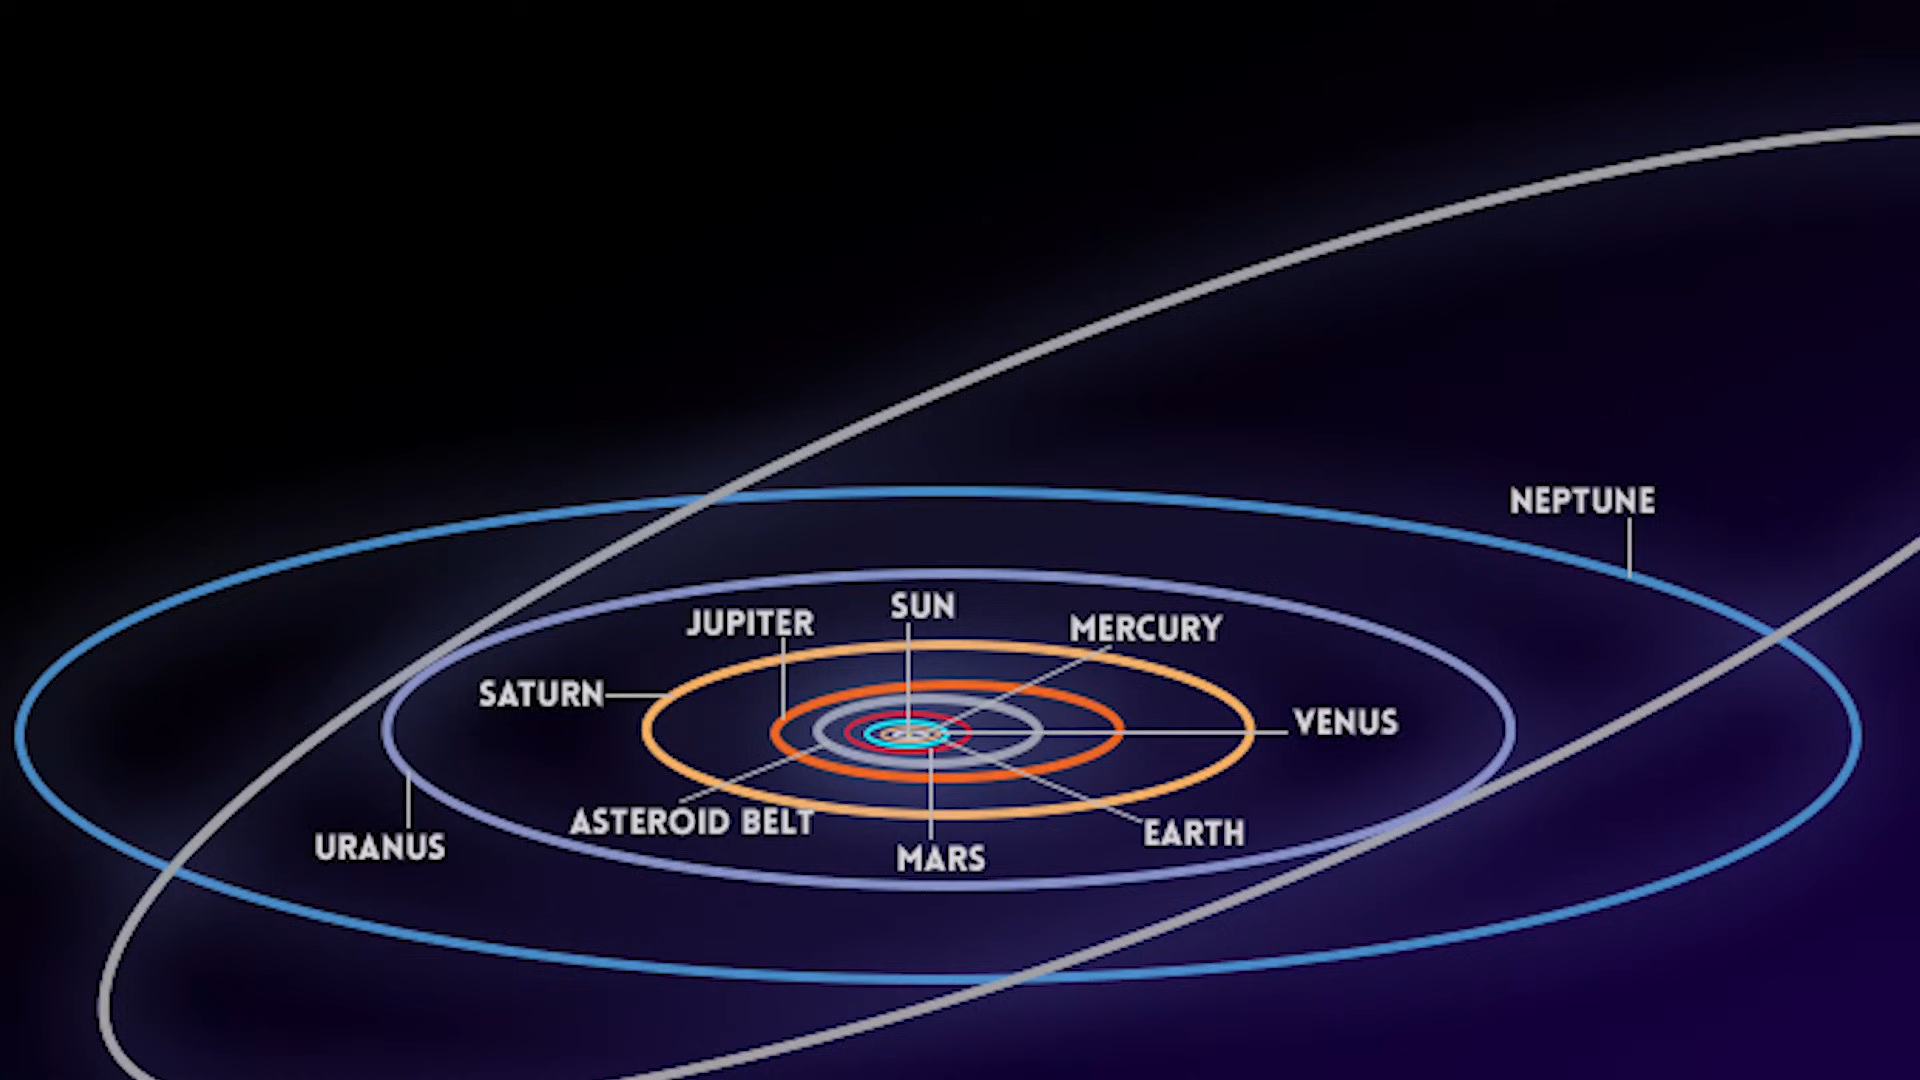 NEPTUNE
SUN
JUPITER
MERCURY
SATURN
VENUS
ASTEROID BELT
EARTH
URANUS
MARS